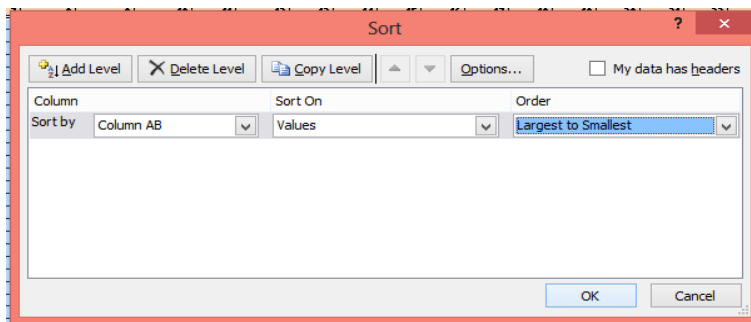 Sort
? ×
Add Level Delete Level Copy Level Options... My data has headers
Column Sort On Order
Sort by Column AB Values Largest to Smallest
OK Cancel